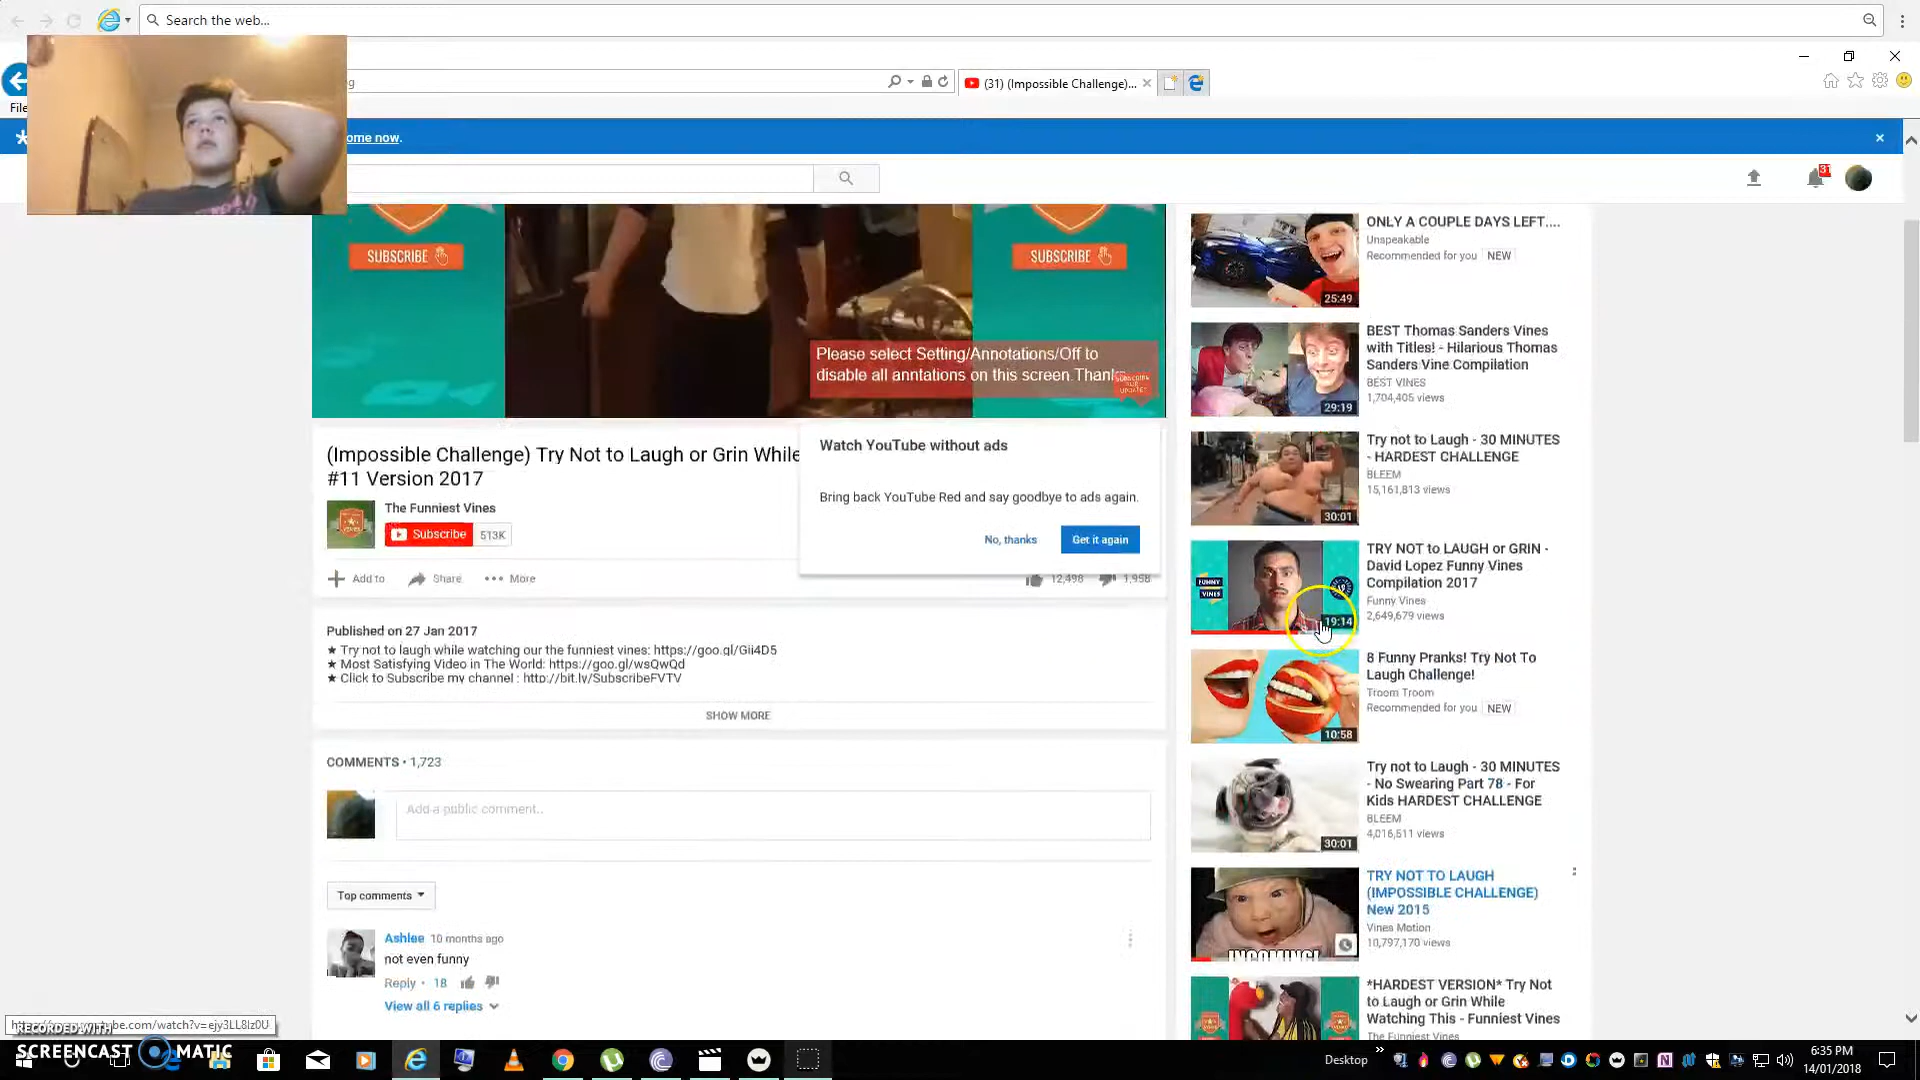 Search the web...
g
(31) (Impossible Challenge)...
File
ome now.
31
SUBSCRIBE
SUBSCRIBE
Please select Setting/Annotations/Off to
disable all anntations on this screen.Thank
SUBSCRIBE
(Impossible Challenge) Try Not to Laugh or Grin While
#11 Version 2017
The Funniest Vines
Subscribe 513K
Add to Share More
12,498 1,958
Watch YouTube without ads
Bring back YouTube Red and say goodbye to ads again.
No, thanks Get it again
Published on 27 Jan 2017
★ Try not to laugh while watching our the funniest vines: https://goo.gl/Gii4D5
★ Most Satisfying Video in The World: https://goo.gl/wsQwQd
★ Click to Subscribe my channel : http://bit.ly/SubscribeFVTV
SHOW MORE
COMMENTS • 1,723
Add a public comment..
Top comments
Ashlee 10 months ago
not even funny
Reply • 18
View all 6 replies
ONLY A COUPLE DAYS LEFT....
Unspeakable
Recommended for you NEW
25:49
BEST Thomas Sanders Vines
with Titles! - Hilarious Thomas
Sanders Vine Compilation
BEST VINES
1,704,405 views
29:19
Try not to Laugh - 30 MINUTES
- HARDEST CHALLENGE
BLEEM
15,161,813 views
30:01
TRY NOT to LAUGH or GRIN -
David Lopez Funny Vines
Compilation 2017
Funny Vines
2,649,679 views
FUNNY
VINES
19:14
8 Funny Pranks! Try Not To
Laugh Challenge!
Troom Troom
Recommended for you NEW
10:58
Try not to Laugh - 30 MINUTES
- No Swearing Part 78 - For
Kids HARDEST CHALLENGE
BLEEM
4,016,511 views
30:01
TRY NOT TO LAUGH
(IMPOSSIBLE CHALLENGE)
New 2015
Vines Motion
10,797,170 views
INCOMING!
*HARDEST VERSION* Try Not
to Laugh or Grin While
Watching This - Funniest Vines
The Funniest Vines
RECORDED WITH
SCREENCAST MATIC
Desktop
6:35 PM
14/01/2018